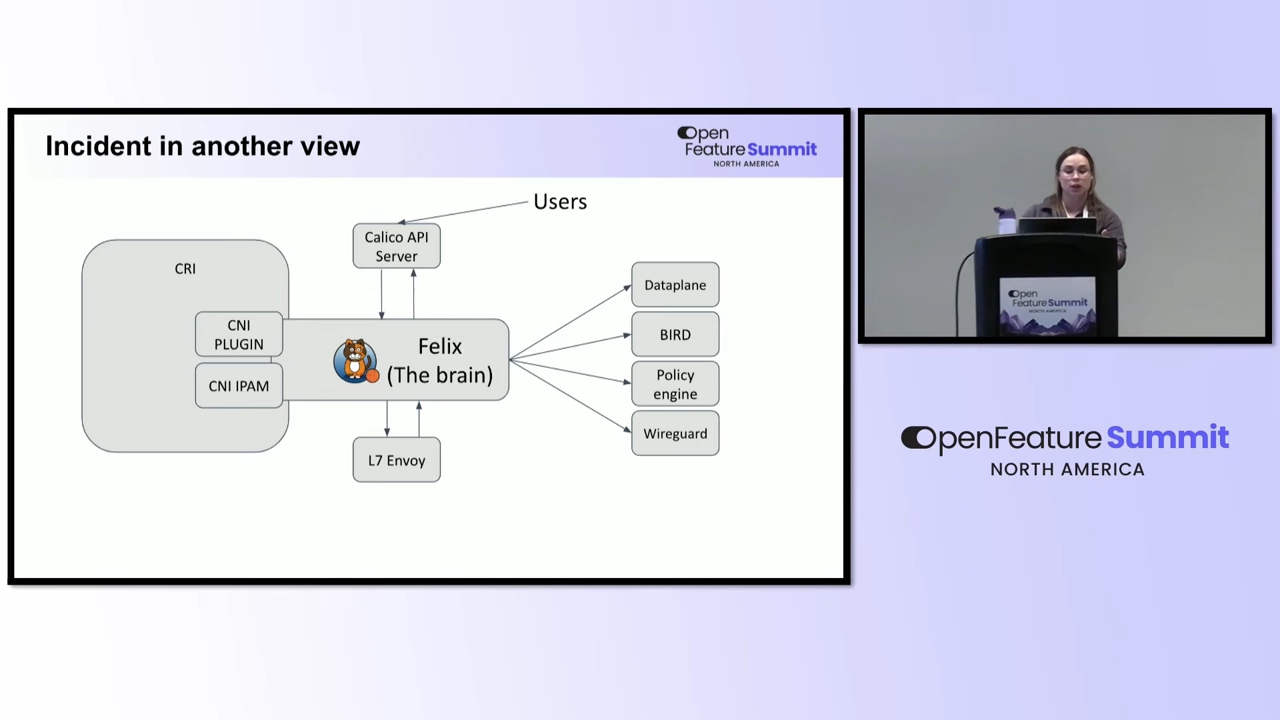 Incident in another view
Open
Feature Summit
NORTH AMERICA
Users
Calico API
Server
CRI
CNI
PLUGIN
CNI IPAM
Felix
(The brain)
L7 Envoy
Dataplane
BIRD
Policy
engine
Wireguard
Open
Feature Summit
NORTH AMERICA
OpenFeature Summit
NORTH AMERICA